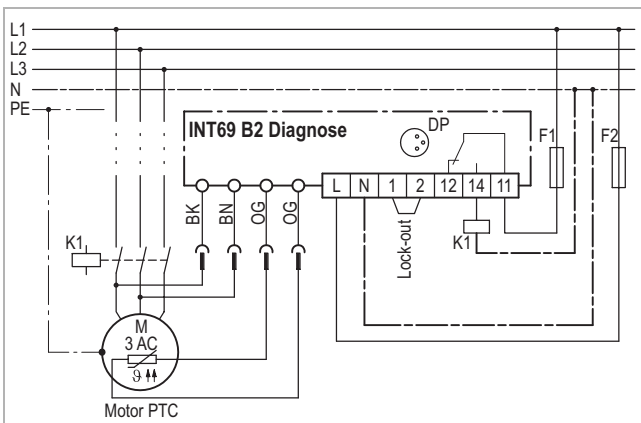 L1
L2
L3
N
PE
INT69 B2 Diagnose
DP
F1
F2
L N 1 2 12 14 11
BK
BN
OG
OG
Lock-out
K1
K1
M
3 AC
ϑ
Motor PTC